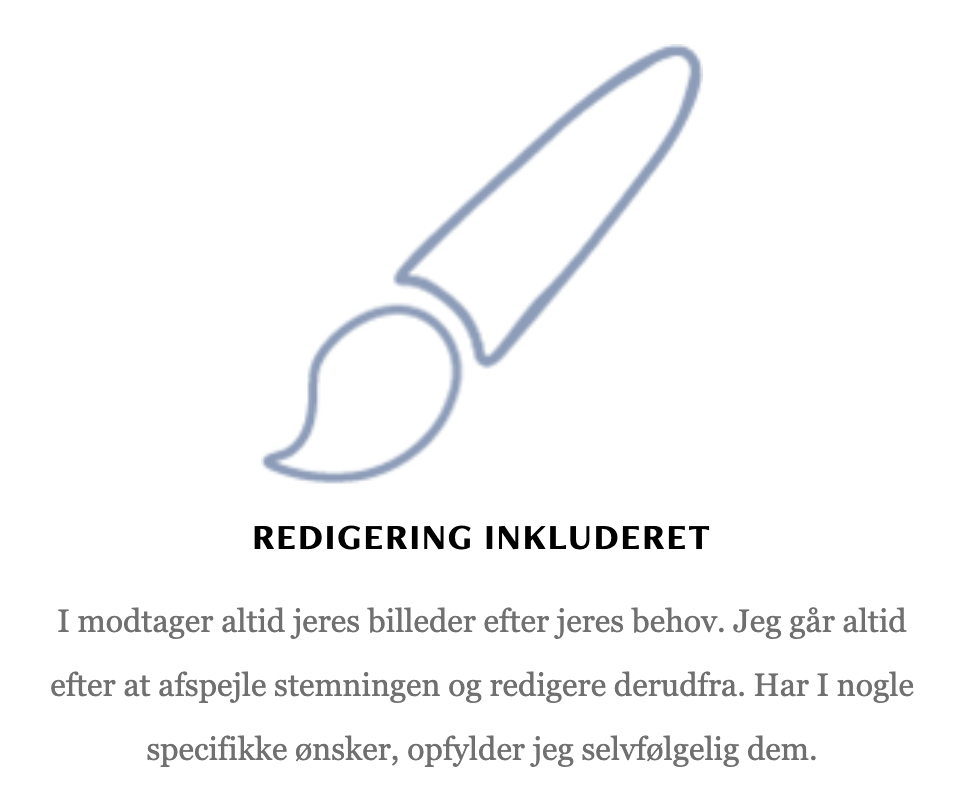 REDIGERING INKLUDERET
I modtager altid jeres billeder efter jeres behov. Jeg går altid
efter at afspejle stemningen og redigere derudfra. Har I nogle
specifikke ønsker, opfylder jeg selvfølgelig dem.